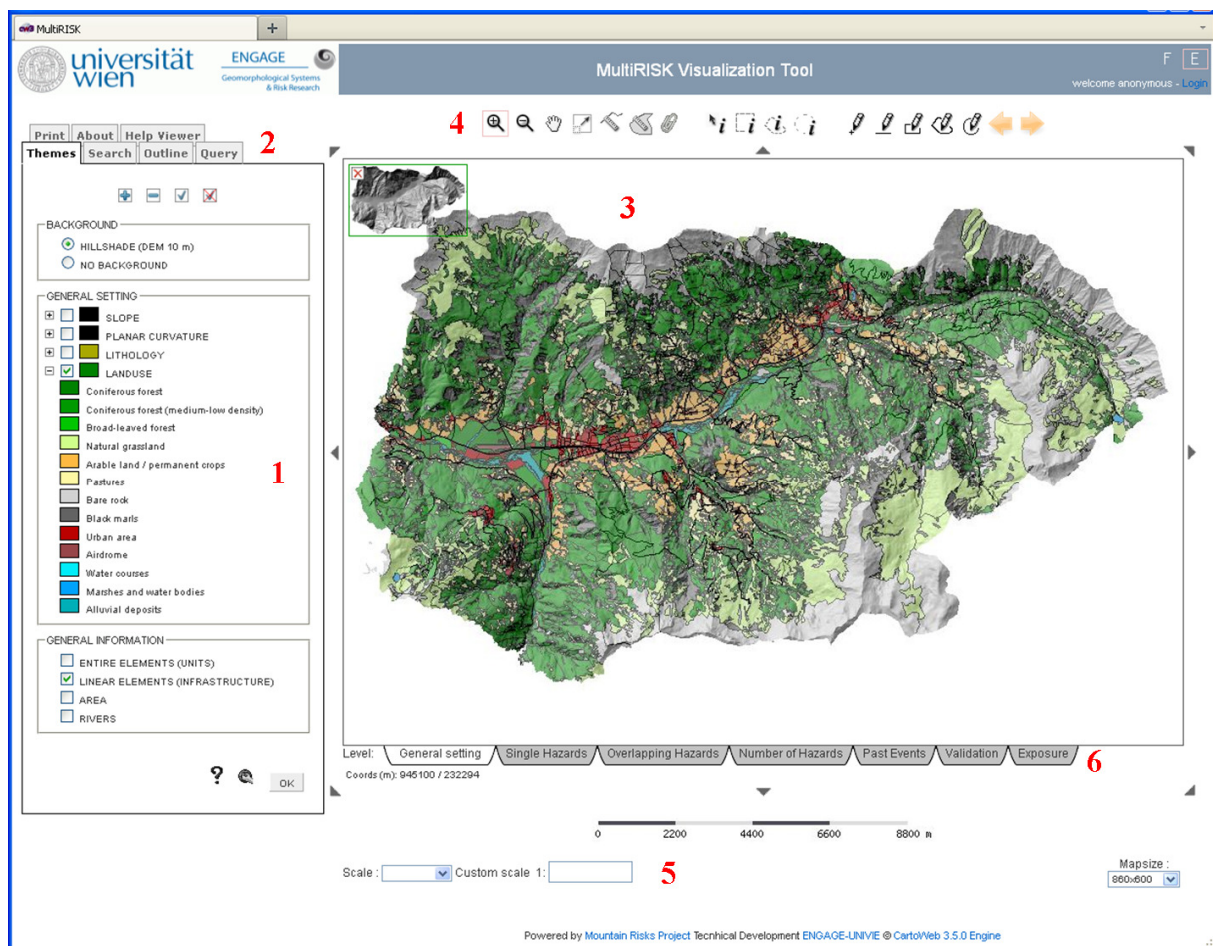 MultiRISK
+
universität
wien
ENGAGE
Geomorphological Systems
& Risk Research
MultiRISK Visualization Tool
F E
welcome anonymous - Login
Print About Help Viewer
Themes Search Outline Query
2
4
BACKGROUND
HILLSHADE (DEM 10 m)
NO BACKGROUND
GENERAL SETTING
SLOPE
PLANAR CURVATURE
LITHOLOGY
LANDUSE
Coniferous forest
Coniferous forest (medium-low density)
Broad-leaved forest
Natural grassland
Arable land / permanent crops
Pastures
Bare rock
Black marls
Urban area
Airdrome
Water courses
Marshes and water bodies
Alluvial deposits
1
GENERAL INFORMATION
ENTIRE ELEMENTS (UNITS)
LINEAR ELEMENTS (INFRASTRUCTURE)
AREA
RIVERS
? OK
3
Level: General setting Single Hazards Overlapping Hazards Number of Hazards Past Events Validation Exposure
6
Coords (m): 945100 / 232294
0 2200 4400 6600 8800 m
Scale : Custom scale 1:
5
Mapsize :
860x600
Powered by Mountain Risks Project Tecnhical Development ENGAGE-UNIVIE @ CartoWeb 3.5.0 Engine